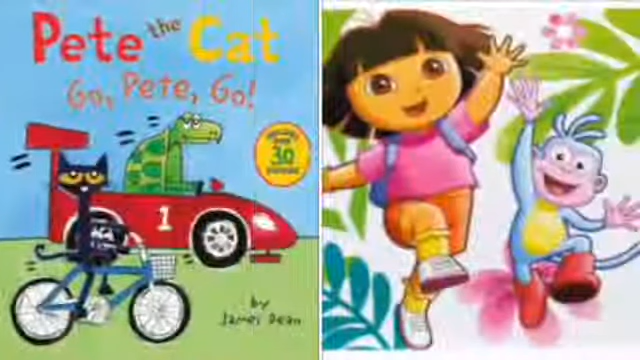 Pete the Cat
Go, Pete, Go!
30
1
by
James Dean